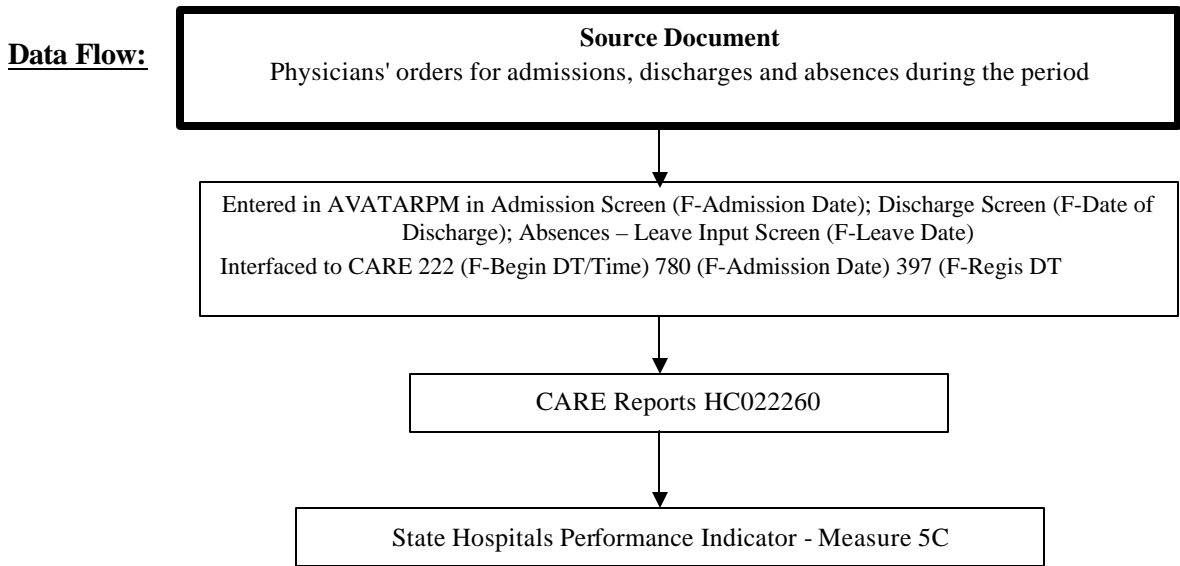 Data Flow:
Source Document
Physicians' orders for admissions, discharges and absences during the period
Entered in AVATARPM in Admission Screen (F-Admission Date); Discharge Screen (F-Date of
Discharge); Absences – Leave Input Screen (F-Leave Date)
Interfaced to CARE 222 (F-Begin DT/Time) 780 (F-Admission Date) 397 (F-Regis DT
CARE Reports HC022260
State Hospitals Performance Indicator - Measure 5C